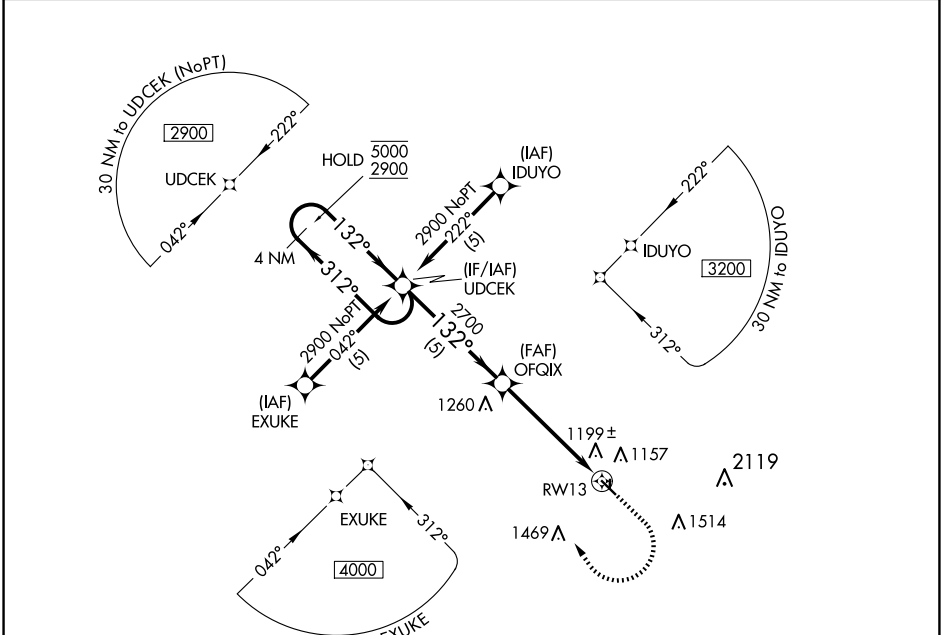 30 NM to UDCEK (NoPT)
2900
222°
UDCEK
042°
HOLD
5000
2900
(IAF)
IDUYO
2900 NoPT
222°
(5)
132°
4 NM
312°
(IF/IAF)
UDCEK
2900 NoPT
042°
(5)
(IAF)
EXUKE
2700
132°
(5)
(FAF)
OFQIX
1260
222°
IDUYO
3200
312°
30 NM to IDUYO
1199±
1157
RW13
2119
1514
1469
EXUKE
042°
312°
4000
EXUKE